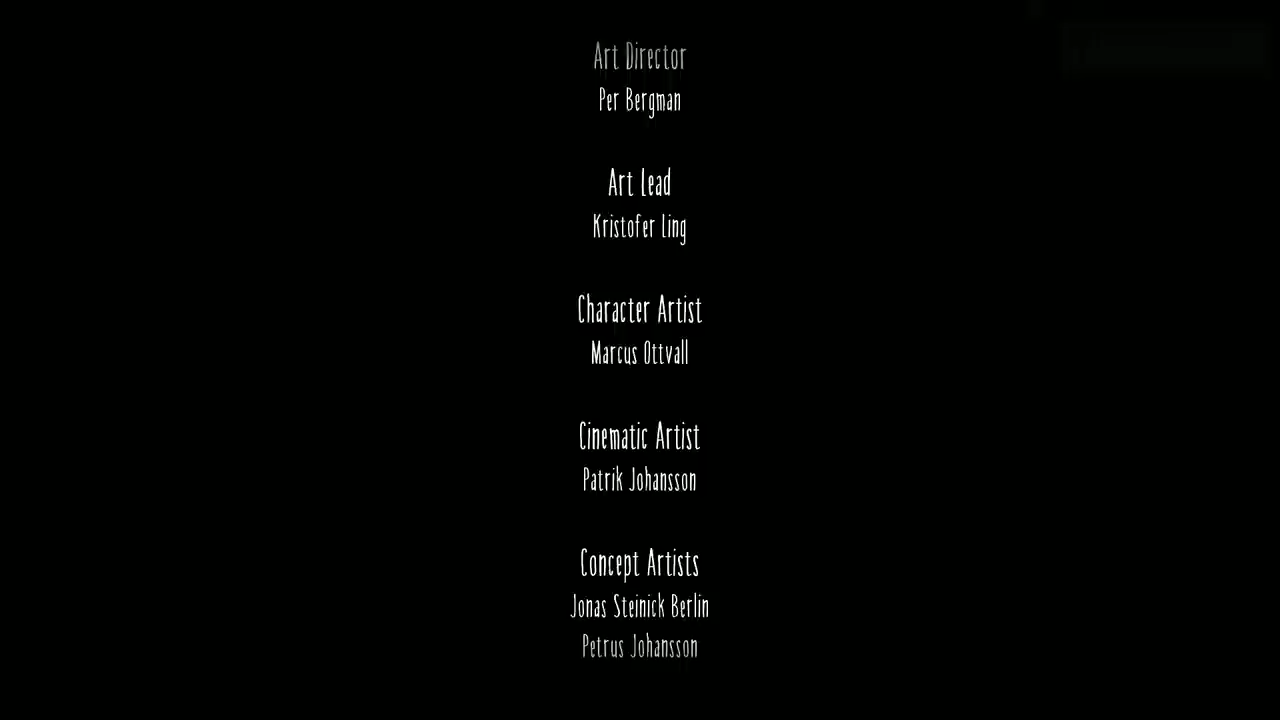 Art Director
Per Bergman
Art Lead
Kristofer Ling
Character Artist
Marcus Ottvall
Cinematic Artist
Patrik Johansson
Concept Artists
Jonas Steinick Berlin
Petrus Johansson